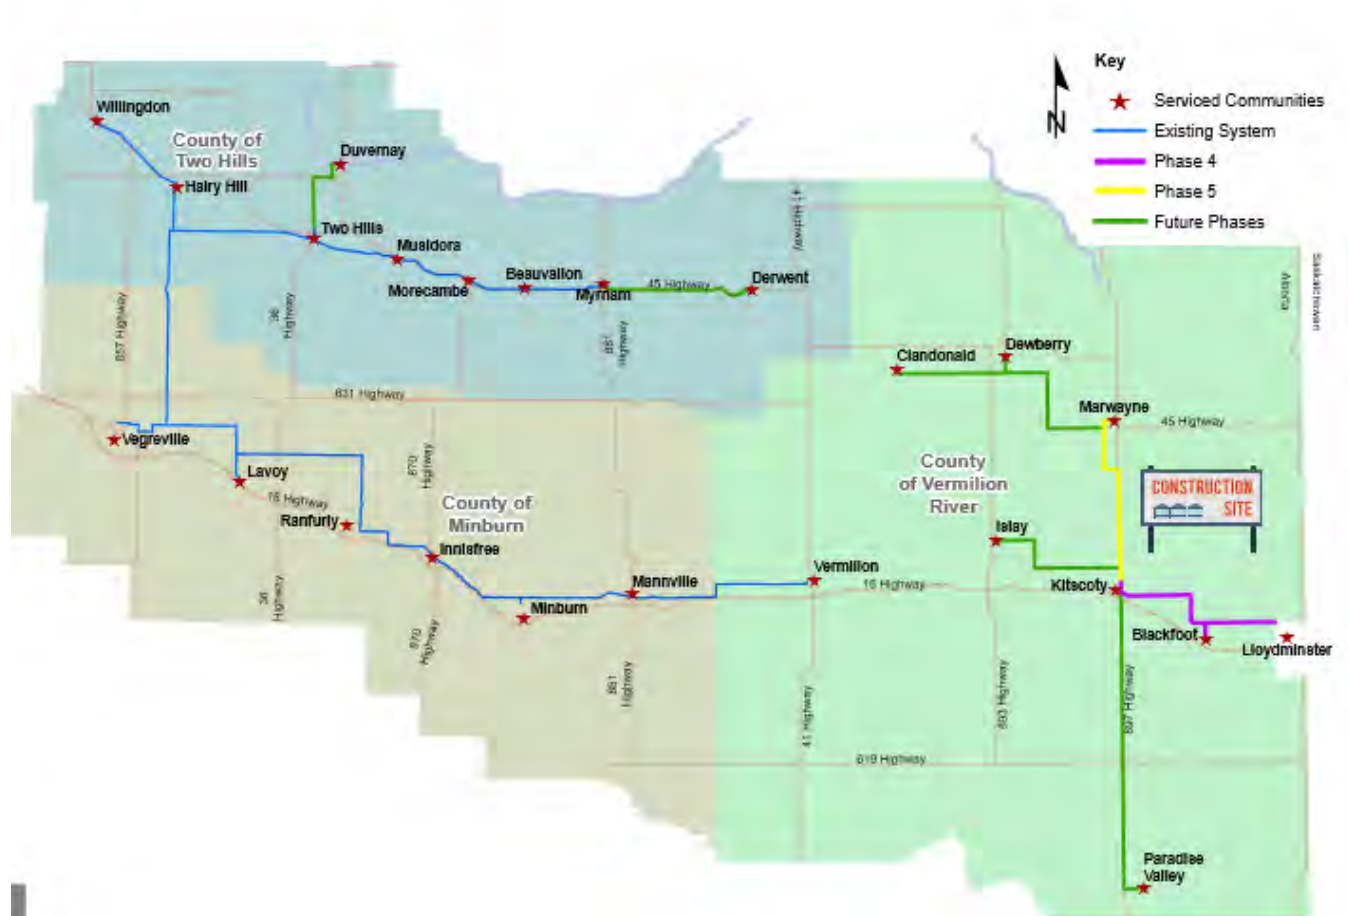 Key
Serviced Communities
Existing System
Phase 4
Phase 5
Future Phases
N
Willingdon
County of
Two Hills
Duvernay
Hairy Hill
Two Hills
Musidora
Morecambe
Beauvallon
Myrnam
45 Highway
Derwent
41 Highway
Saskatchewan
Alberta
857 Highway
36
Highway
881
Highway
631 Highway
Clandonald
Dewberry
Marwayne
45 Highway
Vegreville
Lavoy
16 Highway
Ranfurly
870
Highway
County of
Minburn
Innisfree
County
of Vermilion
River
CONSTRUCTION
SITE
Islay
Mannville
Vermilion
16 Highway
Kitscoty
Minburn
36
Highway
870
Highway
881
Highway
Blackfoot
Lloydminster
41 Highway
893 Highway
897 Highway
619 Highway
Paradise
Valley